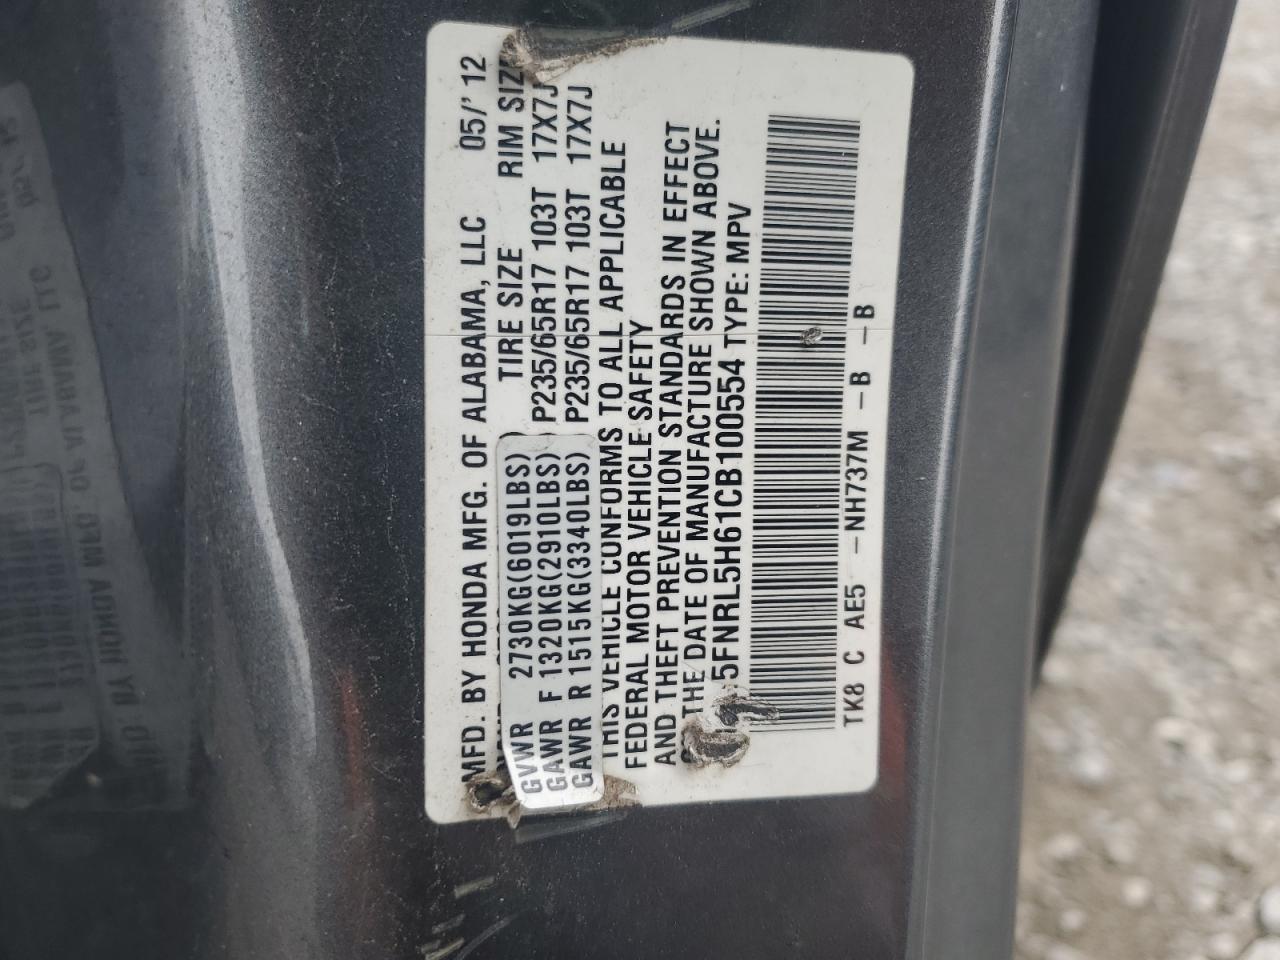 MFD. BY HONDA MFG. OF ALABAMA, LLC 05/'12
TIRE SIZE RIM SIZE
GVWR 2730KG(6019LBS)
GAWR F 1320KG(2910LBS) P235/65R17 103T 17X7J
GAWR R 1515KG(3340LBS) P235/65R17 103T 17X7J
THIS VEHICLE CONFORMS TO ALL APPLICABLE
FEDERAL MOTOR VEHICLE SAFETY
AND THEFT PREVENTION STANDARDS IN EFFECT
THE DATE OF MANUFACTURE SHOWN ABOVE.
5FNRL5H61CB100554 TYPE: MPV
TK8 C AE5 -NH737M -B -B